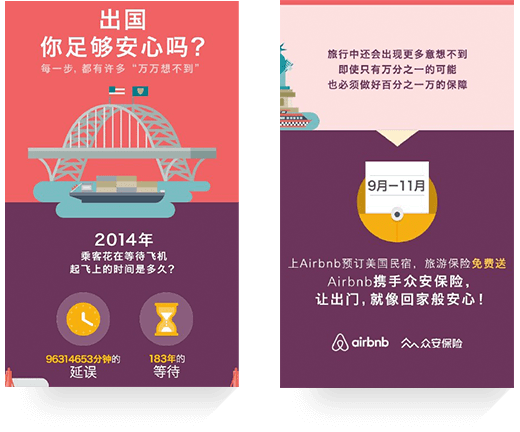 出国
你足够安心吗?
每一步, 都有许多 “万万想不到”
2014年
乘客花在等待飞机
起飞上的时间是多久?
96314653分钟的
延误
183年的
等待
旅行中还会出现更多意想不到
即使只有万分之一的可能
也必须做好百分之一万的保障
9月—11月
上Airbnb预订美国民宿, 旅游保险免费送
Airbnb携手众安保险,
让出门, 就像回家般安心!
airbnb 众安保险